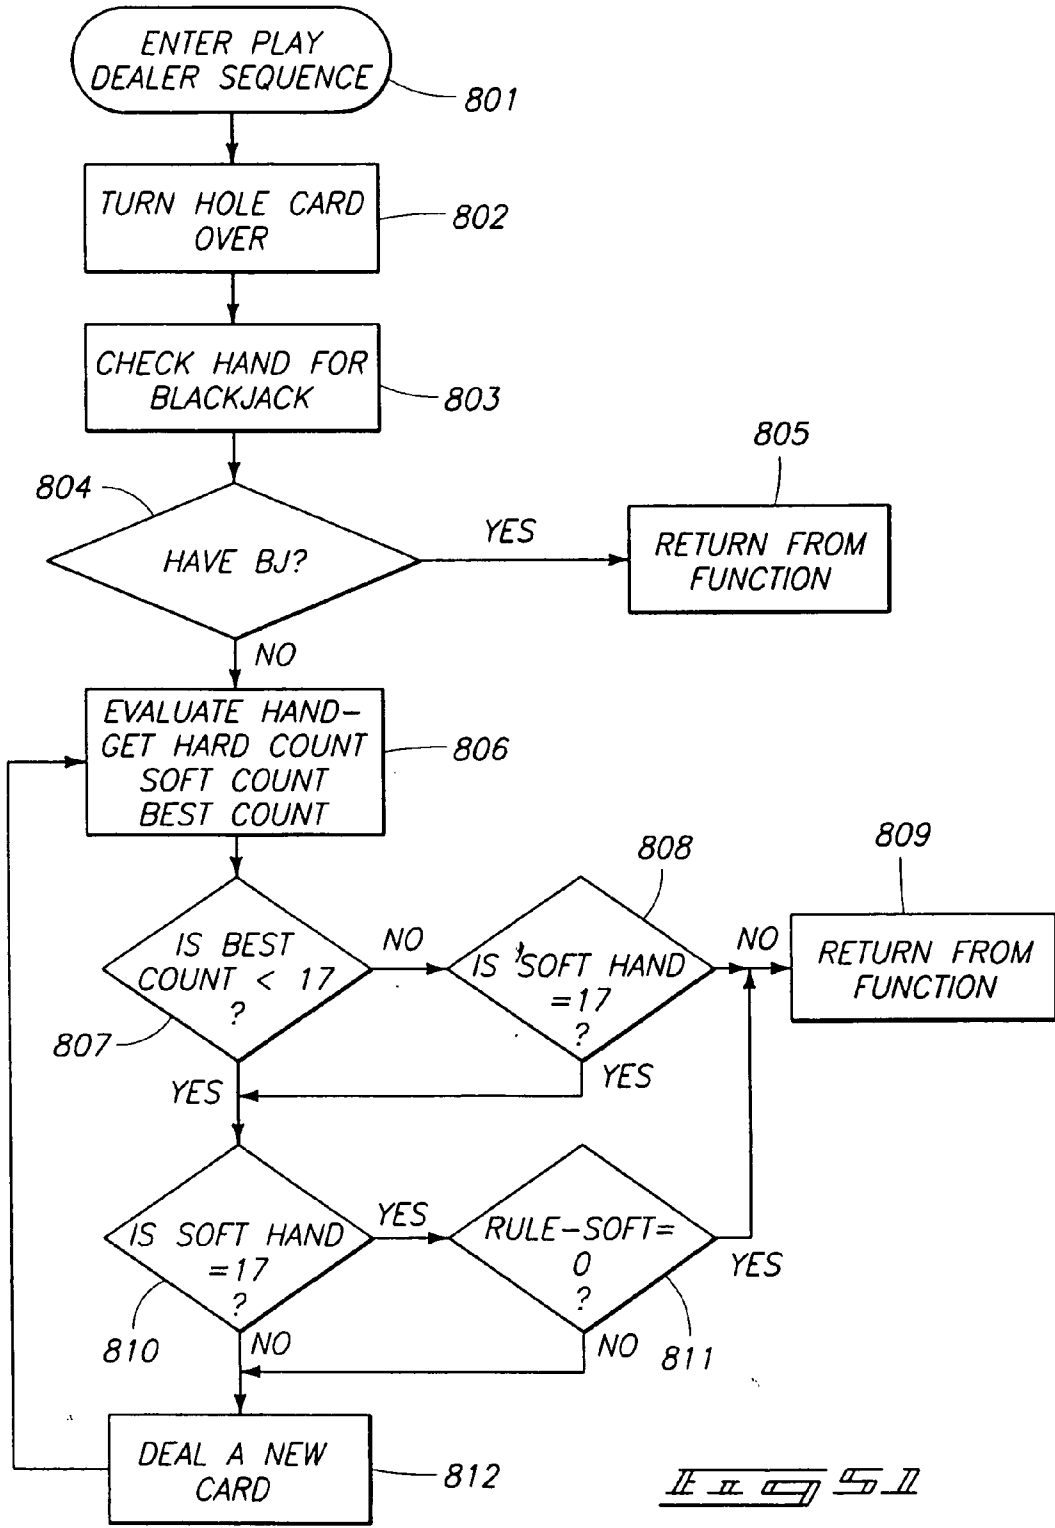 ENTER PLAY
DEALER SEQUENCE
801
TURN HOLE CARD
OVER
802
CHECK HAND FOR
BLACKJACK
803
804
HAVE BJ?
YES
805
RETURN FROM
FUNCTION
NO
EVALUATE HAND-
GET HARD COUNT
SOFT COUNT
BEST COUNT
806
IS BEST
COUNT < 17
?
807
NO
808
IS SOFT HAND
=17
?
NO
809
RETURN FROM
FUNCTION
YES
YES
IS SOFT HAND
=17
?
810
YES
RULE-SOFT=
0
?
811
YES
NO
NO
DEAL A NEW
CARD
812
Fig 51